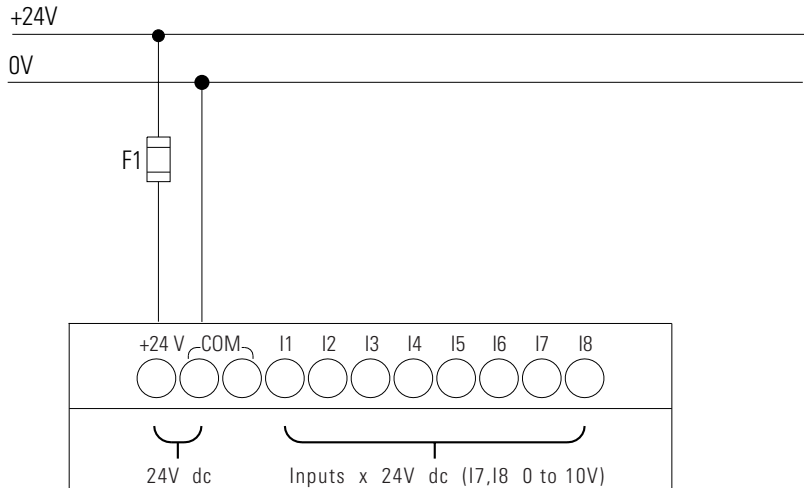 +24V
0V
F1
+24 V COM I1 I2 I3 I4 I5 I6 I7 I8
24V dc Inputs x 24V dc (I7,I8 0 to 10V)